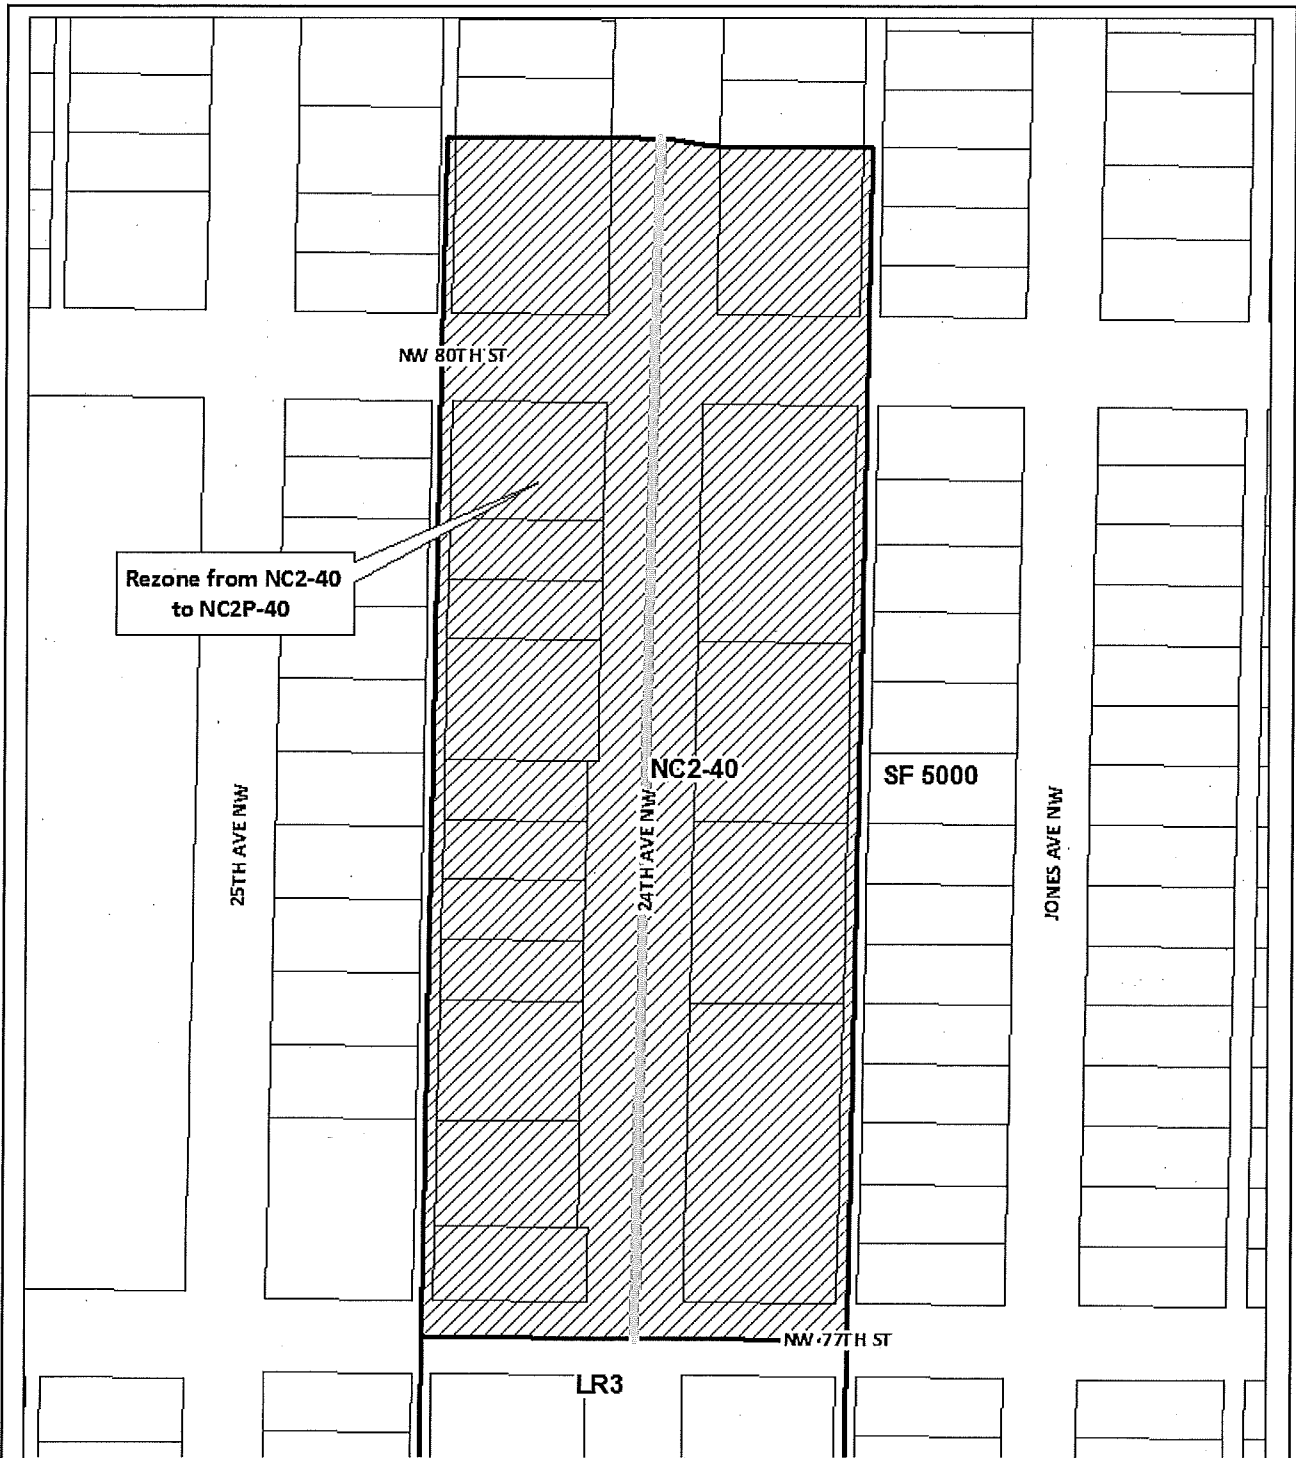 NW 80TH ST
Rezone from NC2-40
to NC2P-40
NC2-40
SF 5000
25TH AVE NW
24TH AVE NW
JONES AVE NW
NW 77TH ST
LR3